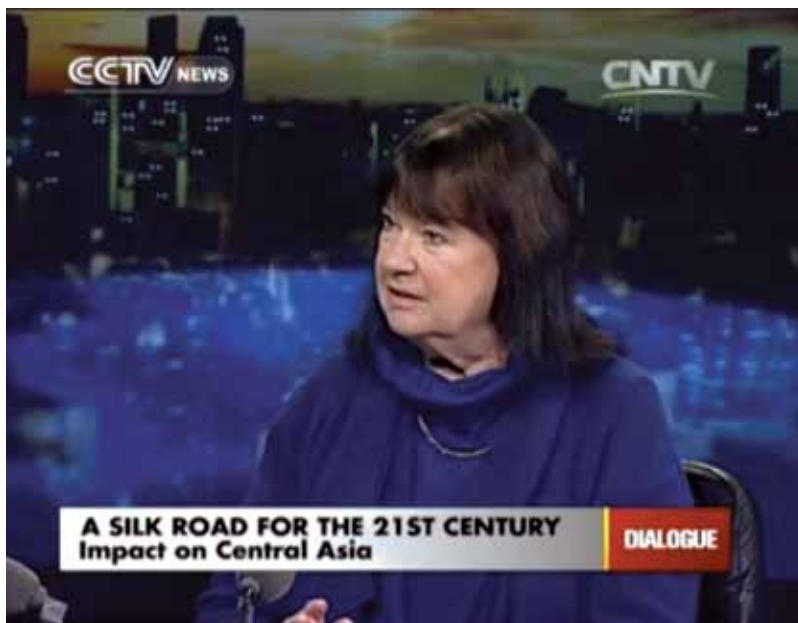 CCTV NEWS
CNTV
A SILK ROAD FOR THE 21ST CENTURY
Impact on Central Asia
DIALOGUE